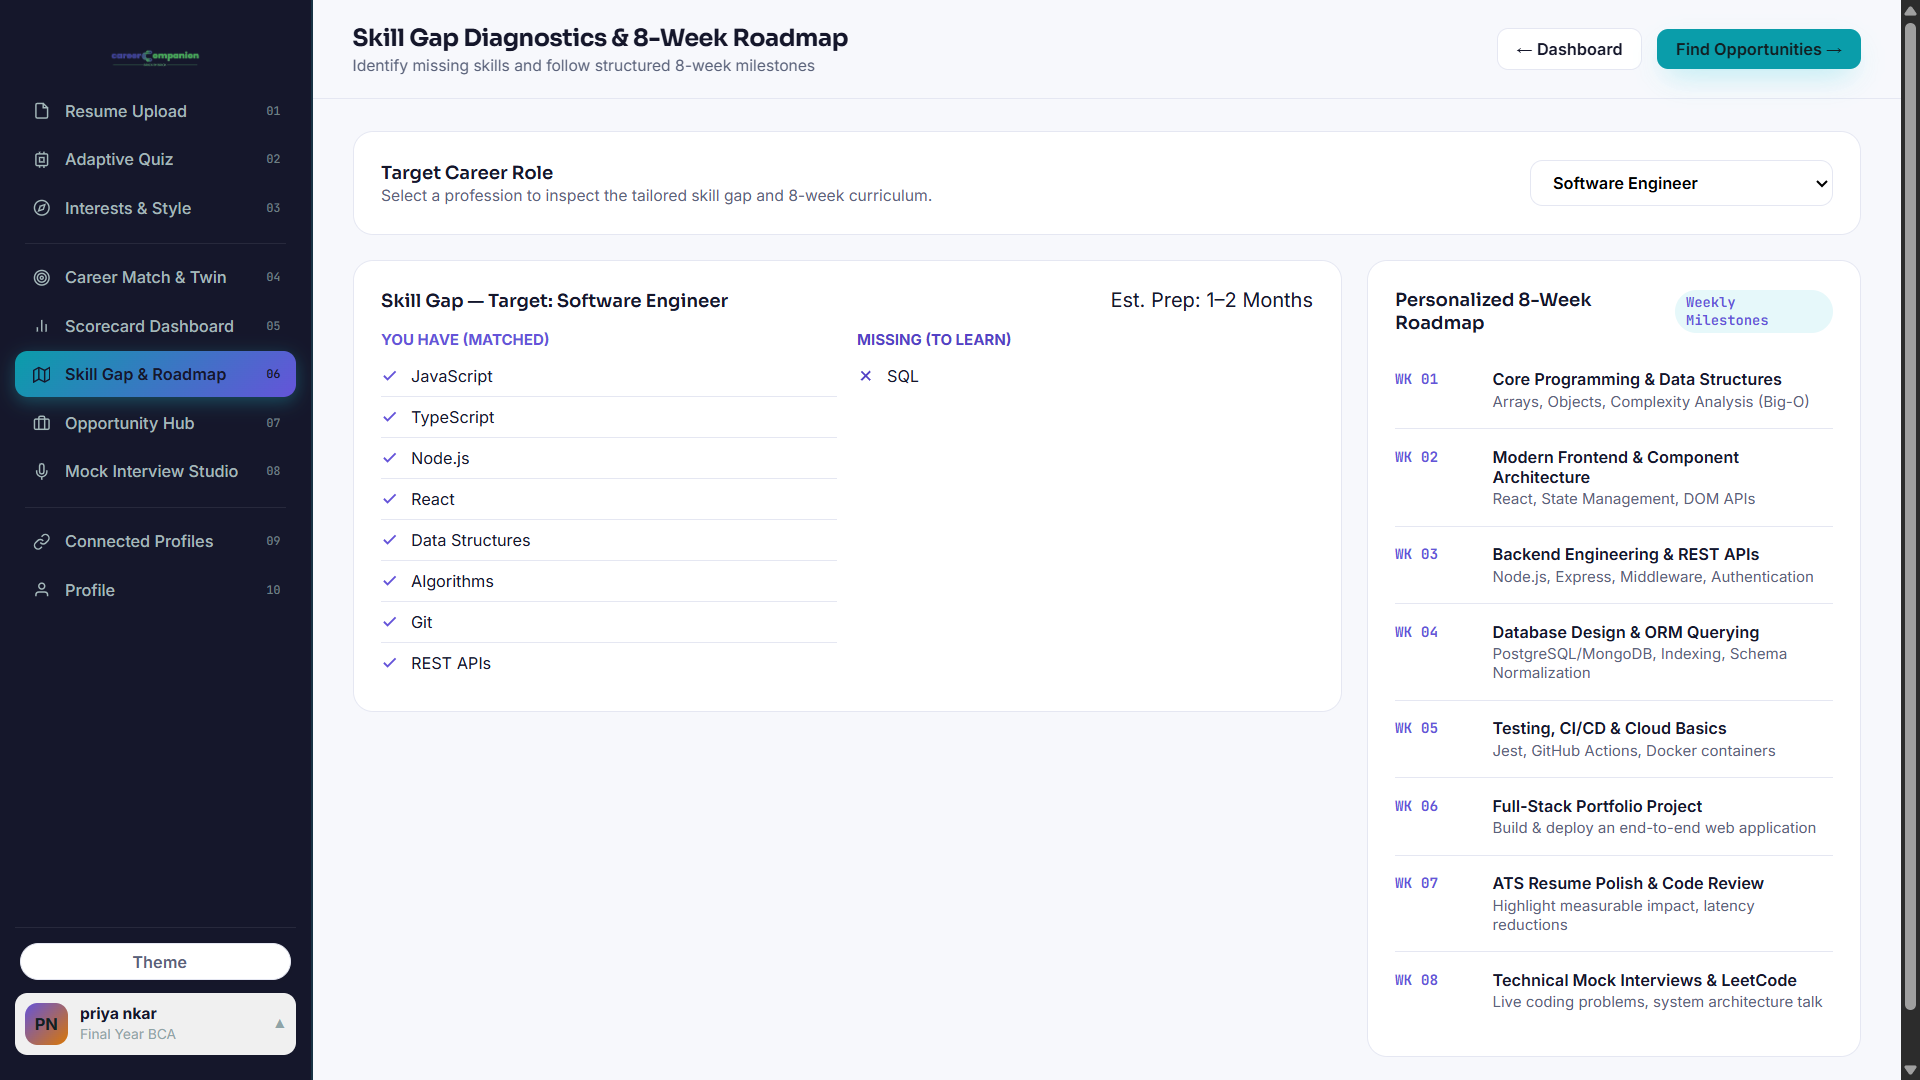 careerCompanion
Resume Upload 01
Adaptive Quiz 02
Interests & Style 03
Career Match & Twin 04
Scorecard Dashboard 05
Skill Gap & Roadmap 06
Opportunity Hub 07
Mock Interview Studio 08
Connected Profiles 09
Profile 10
Theme
PN
priya nkar
Final Year BCA
▲
Skill Gap Diagnostics & 8-Week Roadmap
Identify missing skills and follow structured 8-week milestones
← Dashboard
Find Opportunities →
Target Career Role
Select a profession to inspect the tailored skill gap and 8-week curriculum.
Software Engineer
Skill Gap — Target: Software Engineer
Est. Prep: 1–2 Months
YOU HAVE (MATCHED)
✓ JavaScript
✓ TypeScript
✓ Node.js
✓ React
✓ Data Structures
✓ Algorithms
✓ Git
✓ REST APIs
MISSING (TO LEARN)
✕ SQL
Personalized 8-Week
Roadmap
Weekly
Milestones
WK 01
Core Programming & Data Structures
Arrays, Objects, Complexity Analysis (Big-O)
WK 02
Modern Frontend & Component
Architecture
React, State Management, DOM APIs
WK 03
Backend Engineering & REST APIs
Node.js, Express, Middleware, Authentication
WK 04
Database Design & ORM Querying
PostgreSQL/MongoDB, Indexing, Schema
Normalization
WK 05
Testing, CI/CD & Cloud Basics
Jest, GitHub Actions, Docker containers
WK 06
Full-Stack Portfolio Project
Build & deploy an end-to-end web application
WK 07
ATS Resume Polish & Code Review
Highlight measurable impact, latency
reductions
WK 08
Technical Mock Interviews & LeetCode
Live coding problems, system architecture talk